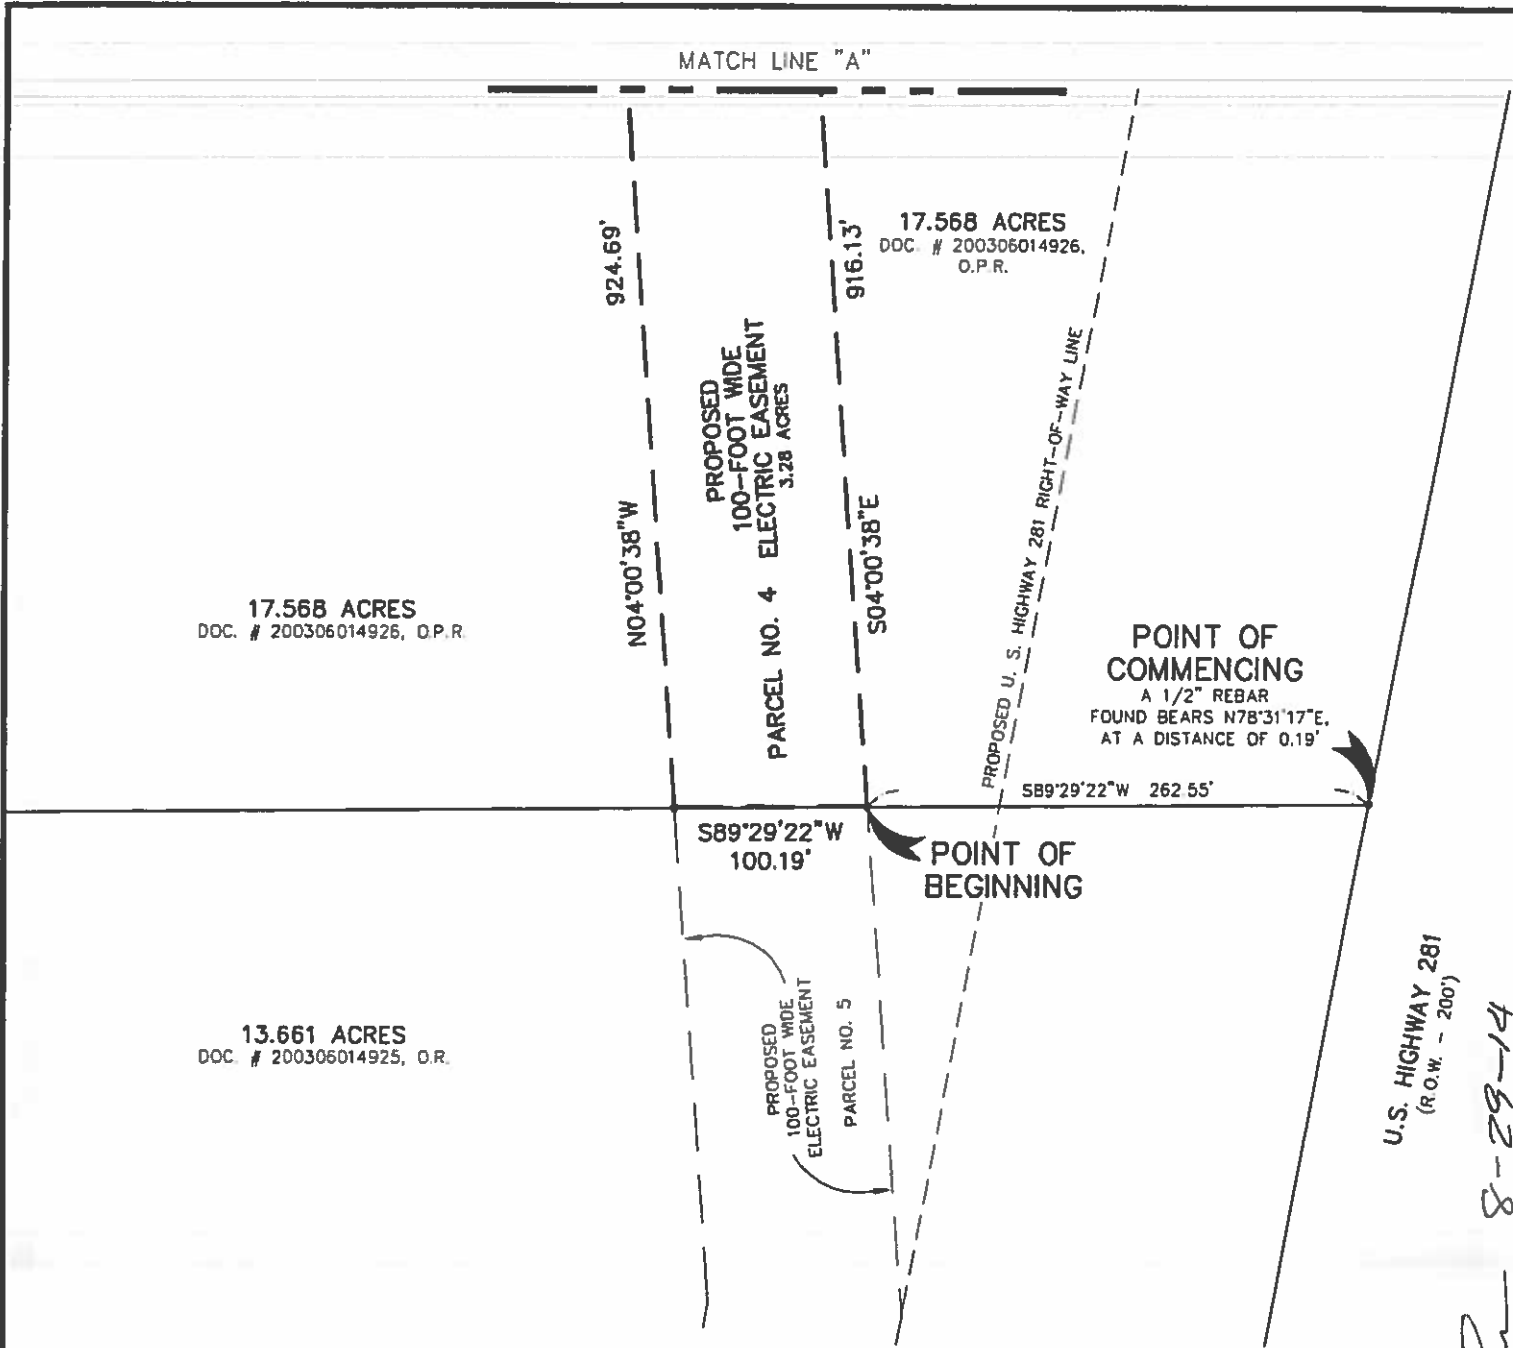 MATCH LINE "A"
924.69'
916.13'
17.568 ACRES
DOC. # 200306014926,
O.P.R.
PROPOSED
100-FOOT WIDE
ELECTRIC EASEMENT
3.28 ACRES
PARCEL NO. 4
N04°00'38"W
S04°00'38"E
PROPOSED U. S. HIGHWAY 281 RIGHT-OF-WAY LINE
17.568 ACRES
DOC. # 200306014926, O.P.R.
POINT OF
COMMENCING
A 1/2" REBAR
FOUND BEARS N78°31'17"E,
AT A DISTANCE OF 0.19'
S89°29'22"W 262.55'
S89°29'22"W
100.19'
POINT OF
BEGINNING
13.661 ACRES
DOC. # 200306014925, O.R.
PROPOSED
100-FOOT WIDE
ELECTRIC EASEMENT
PARCEL NO. 5
U.S. HIGHWAY 281
(R.O.W. - 200')
8-29-14